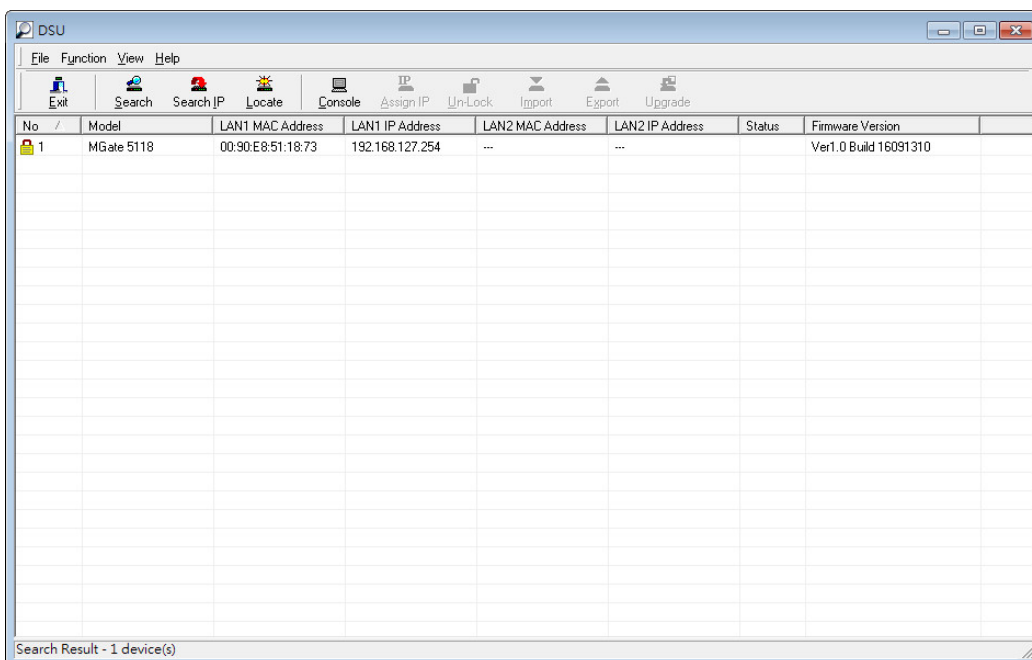 DSU
File Function View Help
Exit Search Search IP Locate Console Assign IP Un-Lock Import Export Upgrade
No Model LAN1 MAC Address LAN1 IP Address LAN2 MAC Address LAN2 IP Address Status Firmware Version
1 MGate 5118 00:90:E8:51:18:73 192.168.127.254 --- --- Ver1.0 Build 16091310
Search Result - 1 device(s)